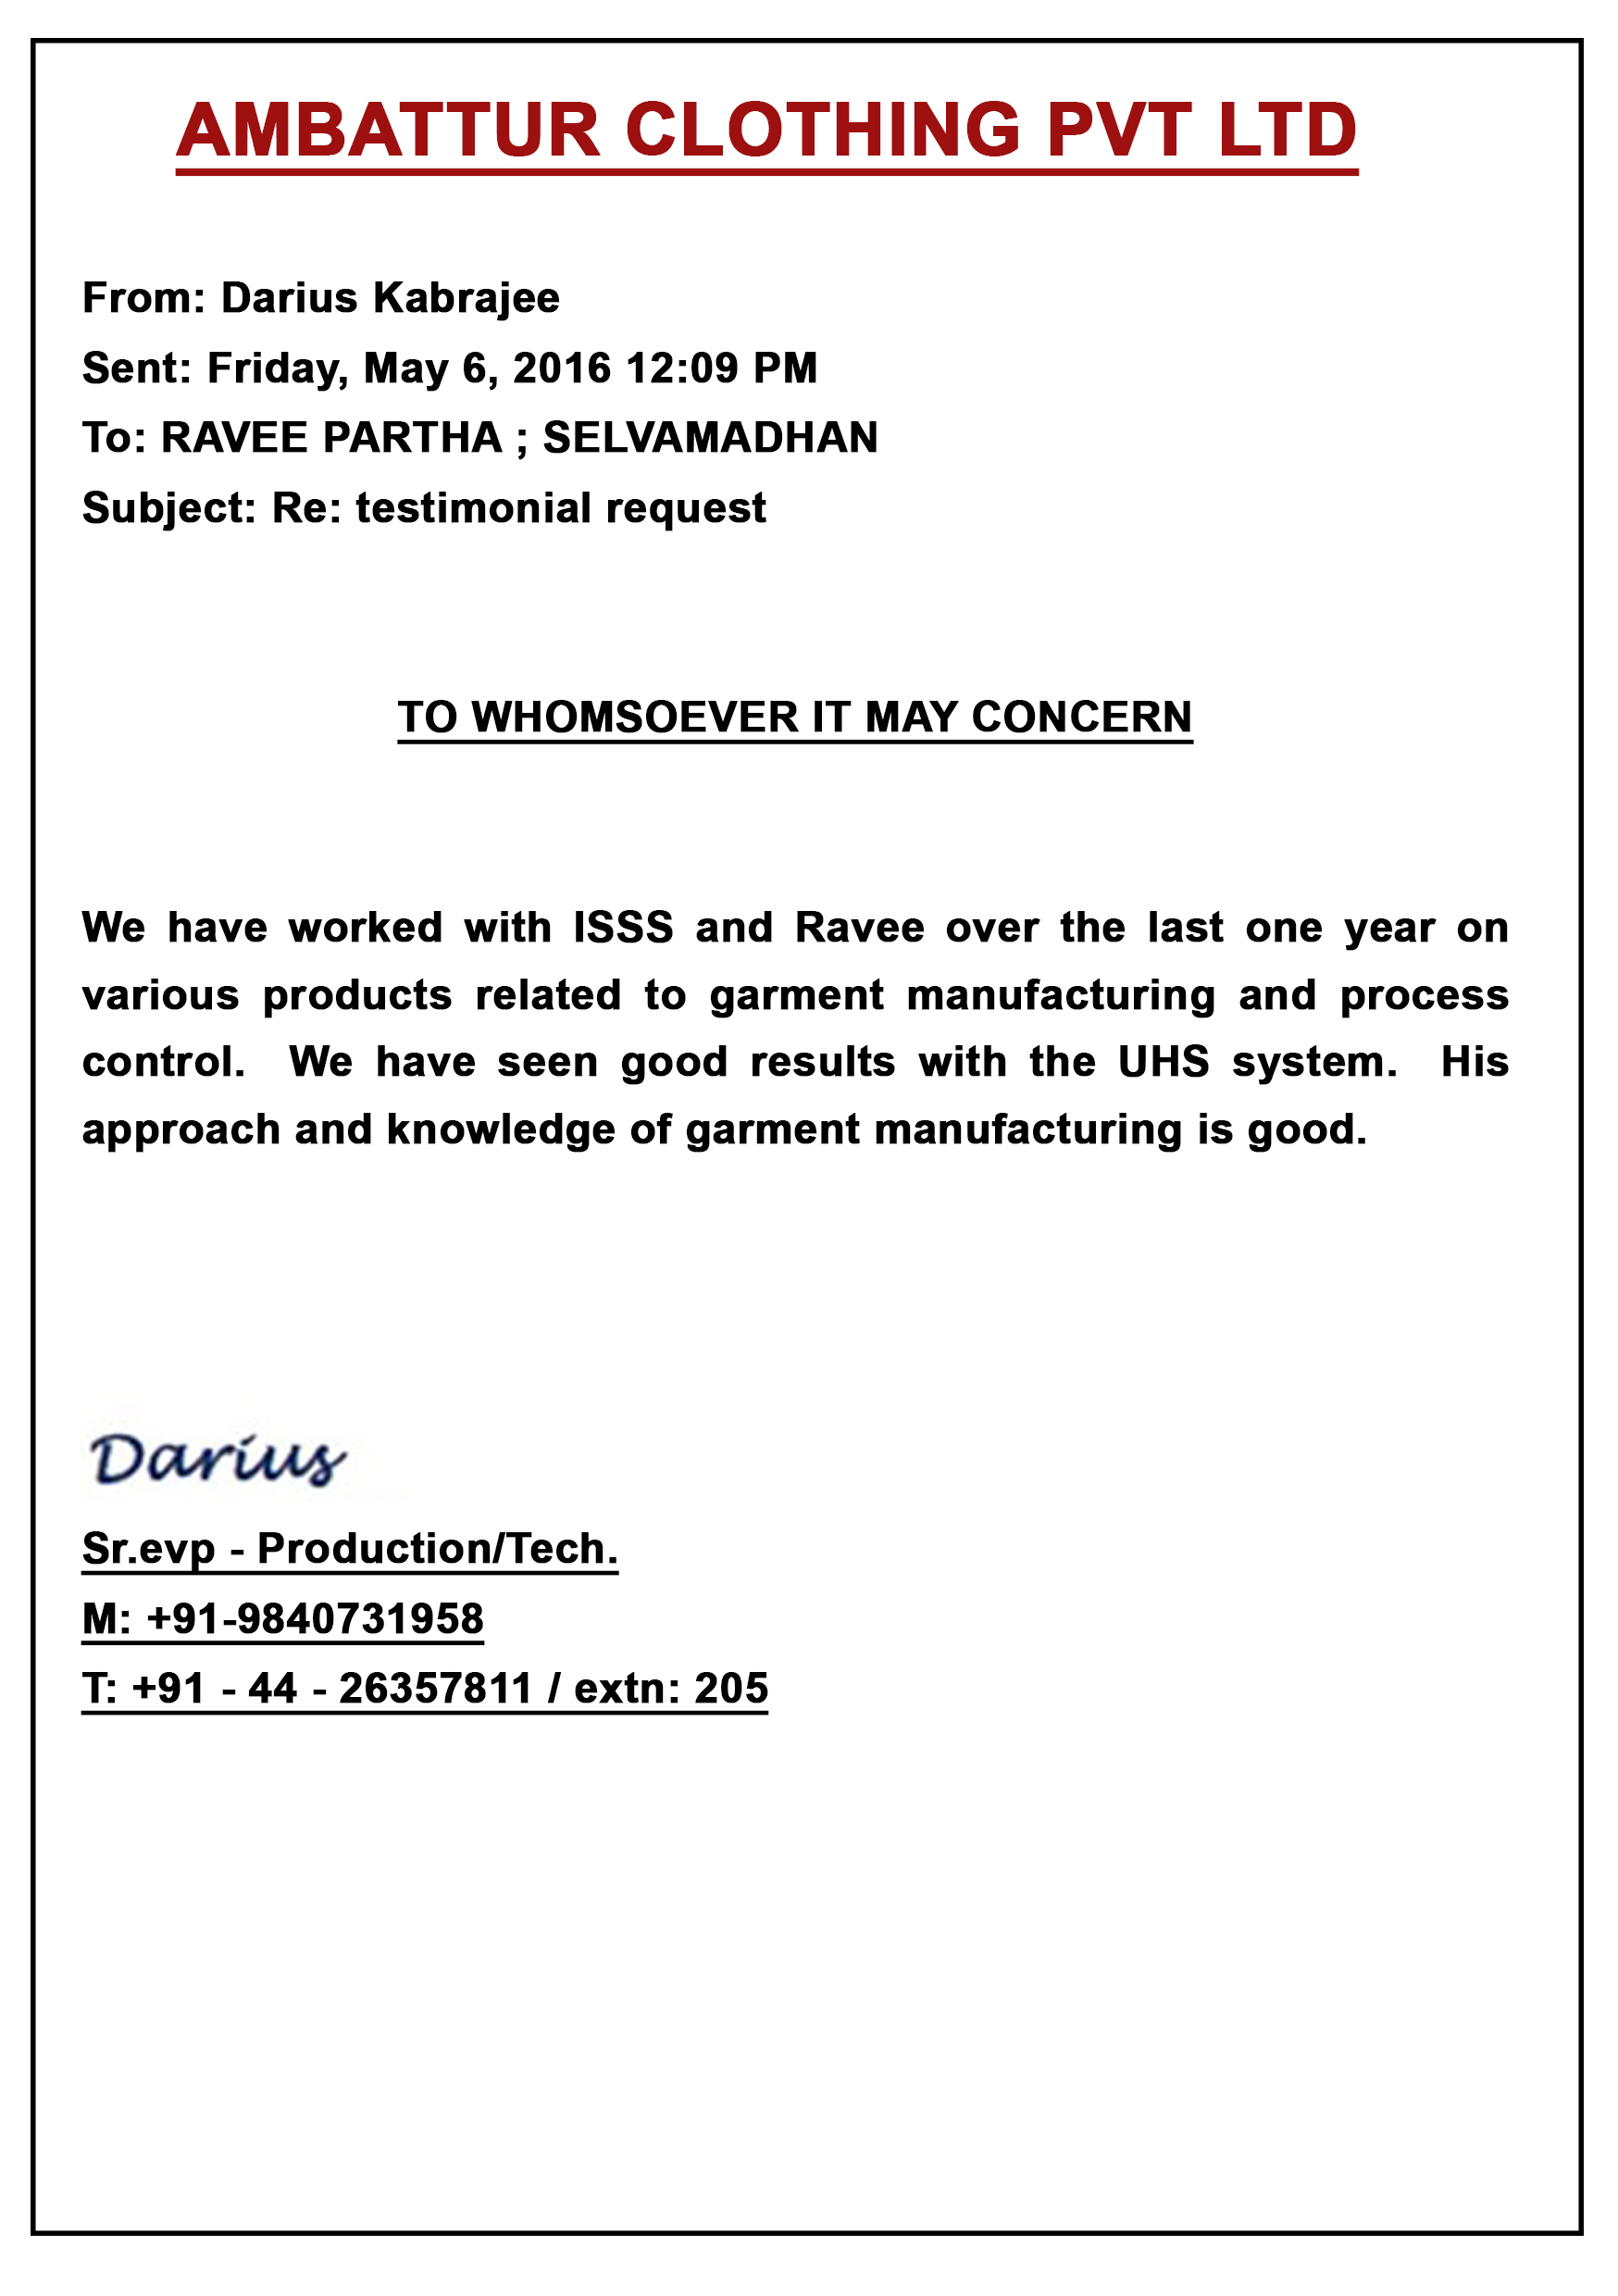 AMBATTUR CLOTHING PVT LTD
From: Darius Kabrajee
Sent: Friday, May 6, 2016 12:09 PM
To: RAVEE PARTHA ; SELVAMADHAN
Subject: Re: testimonial request
TO WHOMSOEVER IT MAY CONCERN
We have worked with ISSS and Ravee over the last one year on
various products related to garment manufacturing and process
control.  We have seen good results with the UHS system.  His
approach and knowledge of garment manufacturing is good.
Darius
Sr.evp - Production/Tech.
M: +91-9840731958
T: +91 - 44 - 26357811 / extn: 205